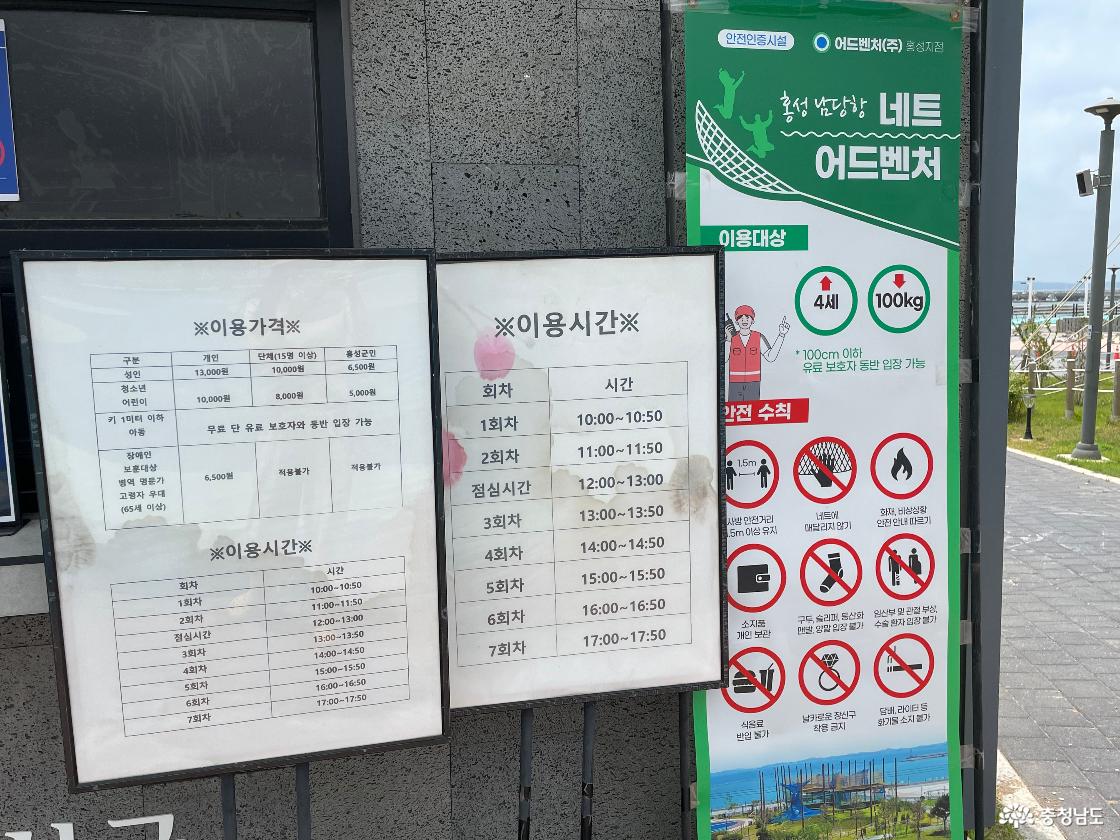 ※이용가격※
구분 개인 단체(15명 이상) 홍성군민
성인 13,000원 10,000원 6,500원
청소년
어린이 10,000원 8,000원 5,000원
키 1미터 이하
아동 무료 단 유료 보호자와 동반 입장 가능
장애인
보훈대상
병역 명문가
고령자 우대
(65세 이상) 6,500원 적용불가 적용불가
※이용시간※
회차 시간
1회차 10:00~10:50
2회차 11:00~11:50
점심시간 12:00~13:00
3회차 13:00~13:50
4회차 14:00~14:50
5회차 15:00~15:50
6회차 16:00~16:50
7회차 17:00~17:50
※이용시간※
회차 시간
1회차 10:00~10:50
2회차 11:00~11:50
점심시간 12:00~13:00
3회차 13:00~13:50
4회차 14:00~14:50
5회차 15:00~15:50
6회차 16:00~16:50
7회차 17:00~17:50
안전인증시설 어드벤처(주) 홍성지점
홍성 남당항 네트
어드벤처
이용대상
4세 100kg
* 100cm 이하
유료 보호자 동반 입장 가능
안전 수칙
1.5m
사방 안전거리
1.5m 이상 유지
네트에
매달리지 않기
화재, 비상상황
안전 안내 따르기
소지품
개인 보관
구두, 슬리퍼, 등산화
맨발, 양말 입장 불가
임산부 및 관절 부상,
수술 환자 입장 불가
식음료
반입 불가
날카로운 장신구
착용 금지
담배, 라이터 등
화기물 소지 불가
충청남도